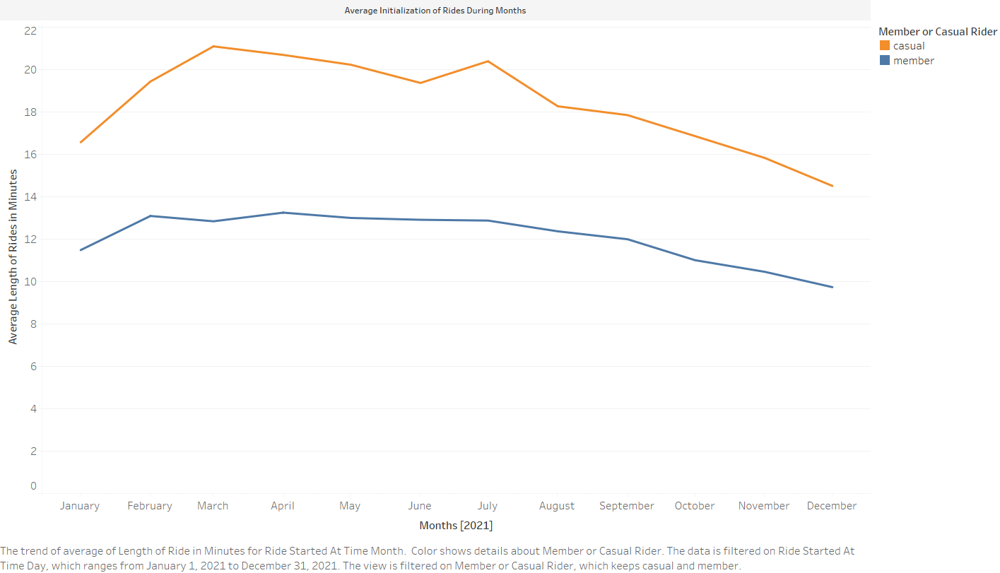 Average Initialization of Rides During Months
Member or Casual Rider
casual
member
Average Length of Rides in Minutes
22
20
18
16
14
12
10
8
6
4
2
0
January February March April May June July August September October November December
Months [2021]
The trend of average of Length of Ride in Minutes for Ride Started At Time Month.  Color shows details about Member or Casual Rider. The data is filtered on Ride Started At
Time Day, which ranges from January 1, 2021 to December 31, 2021. The view is filtered on Member or Casual Rider, which keeps casual and member.